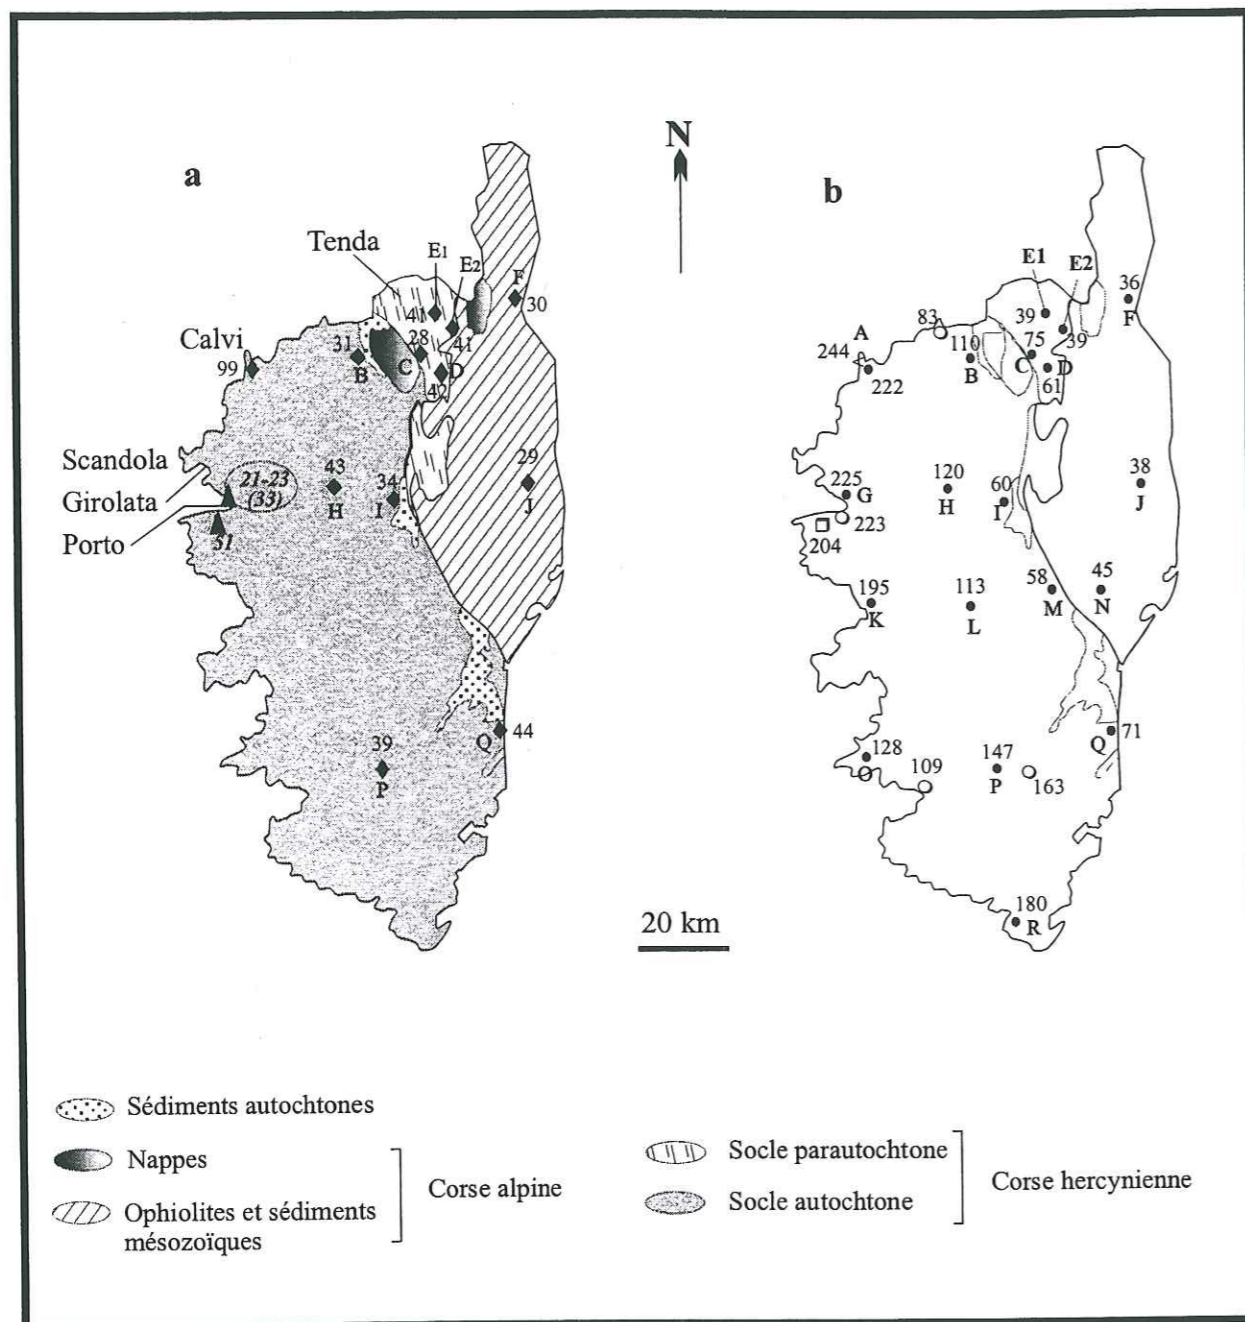 N
a
b
Tenda
E1
E2
F
41
30
28
41
Calvi
31
99
B
C
D
42
Scandola
Girolata
Porto
21-23
(33)
43
H
34
I
29
J
51
39
P
Q
44
E1
E2
36
F
83
39
39
A
244
222
110
B
75
C
D
61
225
G
223
204
120
H
60
I
38
J
195
K
113
L
58
M
45
N
128
O
109
147
P
163
Q
71
180
R
20 km
Sédiments autochtones
Nappes
Ophiolites et sédiments
mésozoïques
Corse alpine
Socle parautochtone
Socle autochtone
Corse hercynienne